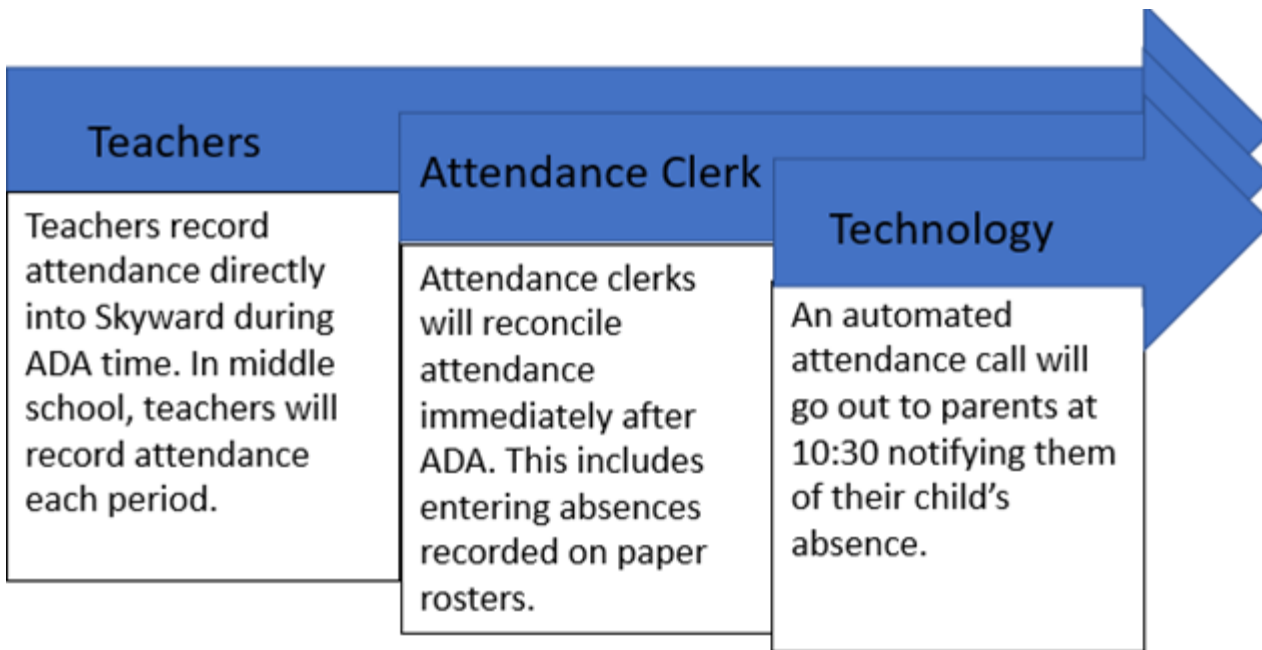 Teachers
Teachers record
attendance directly
into Skyward during
ADA time. In middle
school, teachers will
record attendance
each period.
Attendance Clerk
Attendance clerks
will reconcile
attendance
immediately after
ADA. This includes
entering absences
recorded on paper
rosters.
Technology
An automated
attendance call will
go out to parents at
10:30 notifying them
of their child’s
absence.